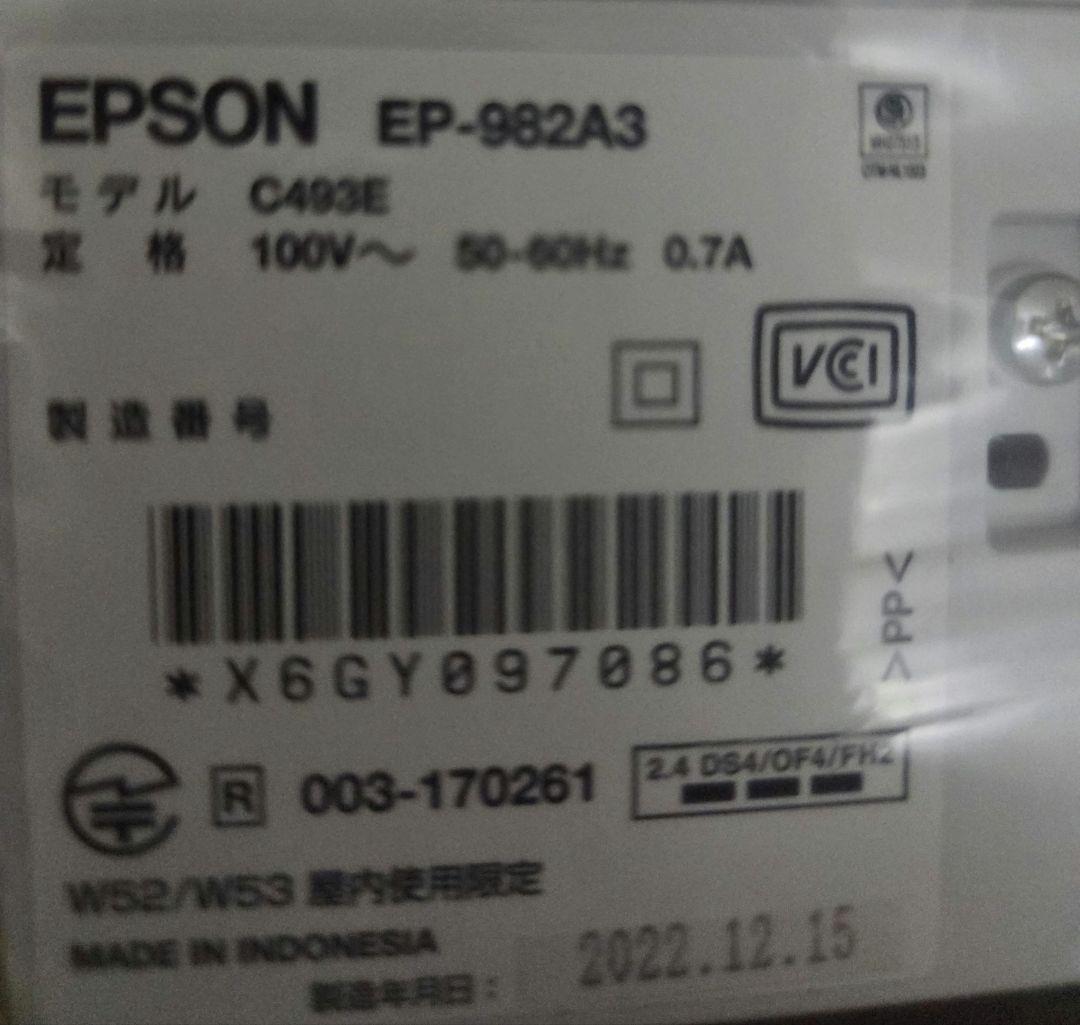 EPSON EP-982A3
モデル C493E
定格 100V～ 50-60Hz 0.7A
VCCI
製造番号
*X6GY097086*
>PP<
R 003-170261
2.4 DS4/OF4/FH2
W52/W53 屋内使用限定
MADE IN INDONESIA
製造年月日： 2022.12.15